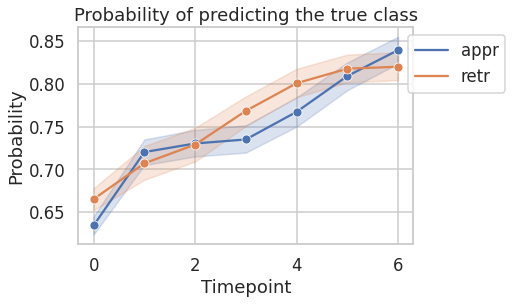 Probability of predicting the true class
0.85
0.80
0.75
0.70
0.65
Probability
0
2
4
6
Timepoint
appr
retr